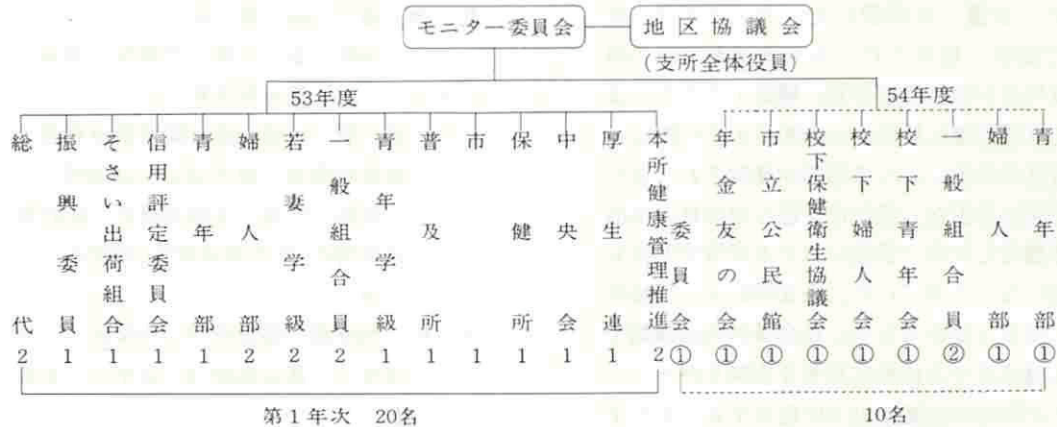 モニター委員会
地区協議会
(支所全体役員)
53年度
54年度
総代
振興委員
そさい出荷組合
信用評定委員会
青年部
婦人部
若妻学級
一般組合員
青年学級
普及所
市
保健所
中央会
厚生連
本所健康管理推進
委員会
年金友の会
市立公民館
校下保健衛生協議会
校下婦人会
校下青年会
一般組合員
婦人部
青年部
2 1 1 1 1 2 2 2 1 1 1 1 1 1 2 ① ① ① ① ① ① ② ① ①
第1年次 20名
10名